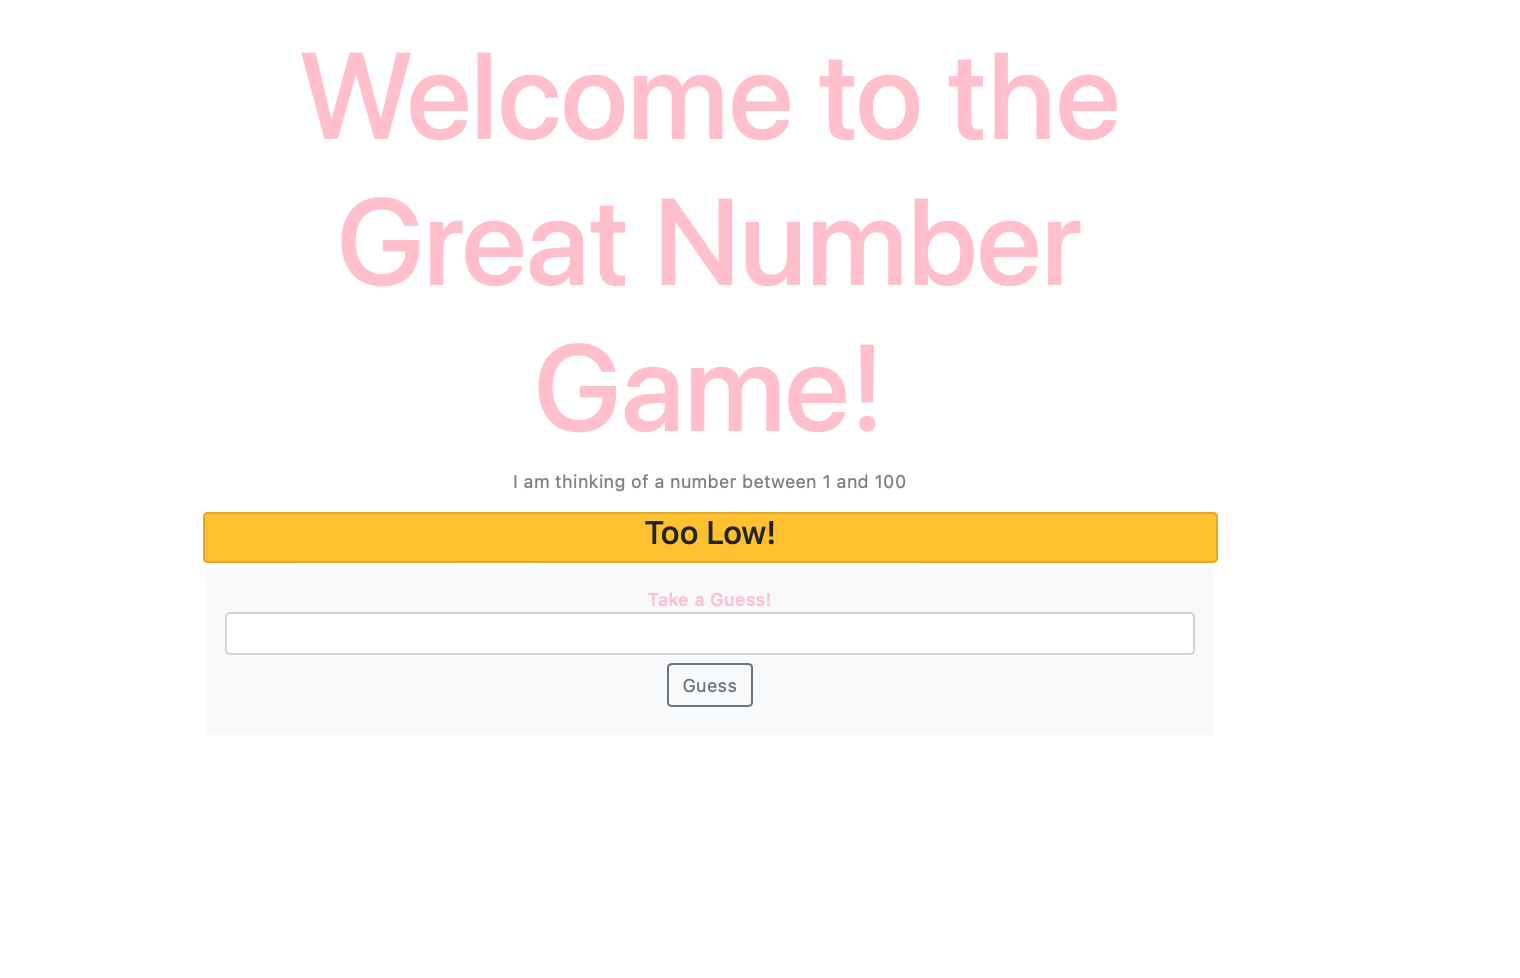 Welcome to the
Great Number
Game!
I am thinking of a number between 1 and 100
Too Low!
Take a Guess!
Guess